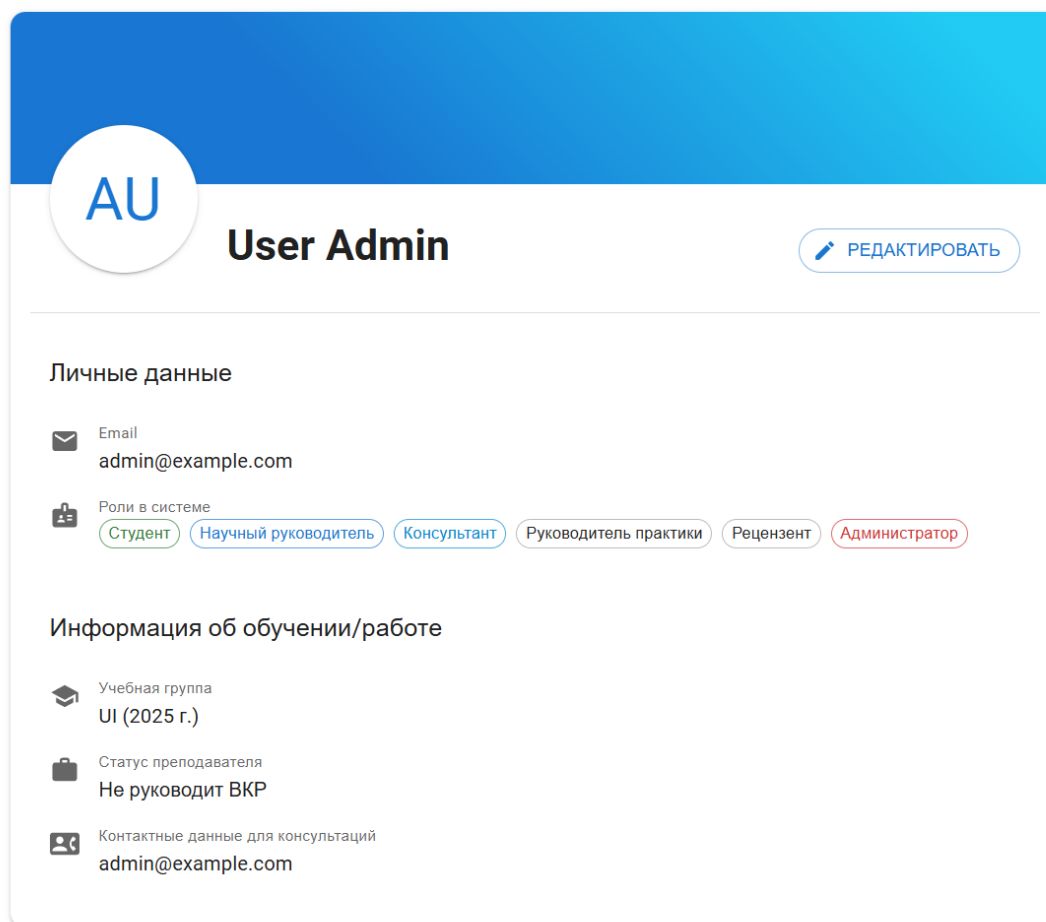 AU
User Admin
РЕДАКТИРОВАТЬ
Личные данные
Email
admin@example.com
Роли в системе
Студент Научный руководитель Консультант Руководитель практики Рецензент Администратор
Информация об обучении/работе
Учебная группа
UI (2025 г.)
Статус преподавателя
Не руководит ВКР
Контактные данные для консультаций
admin@example.com